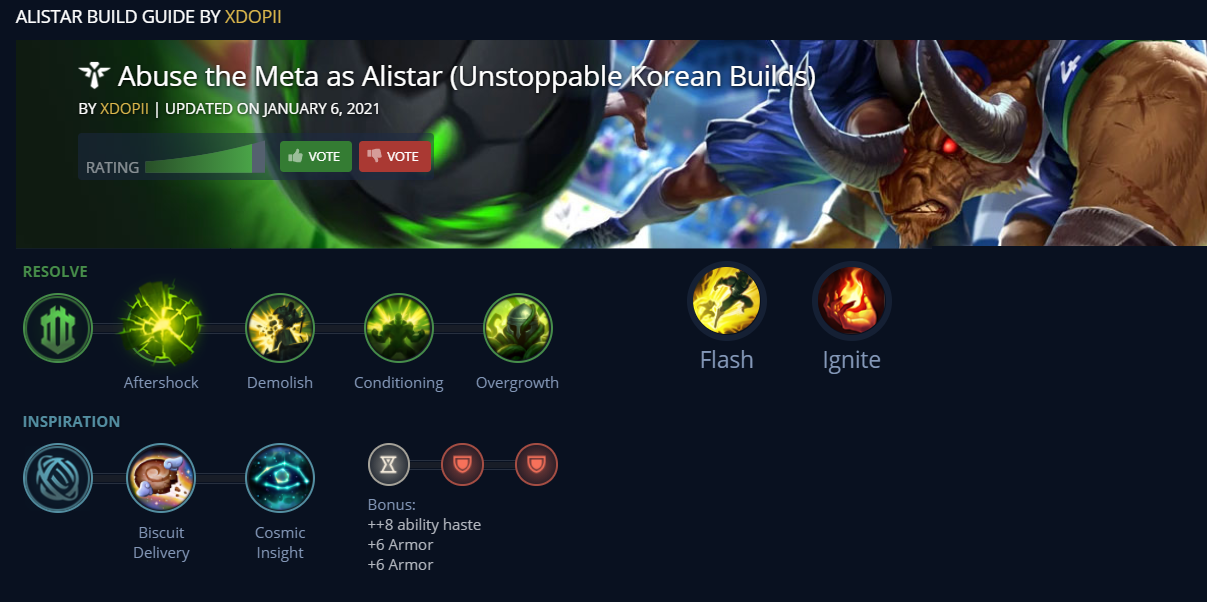 ALISTAR BUILD GUIDE BY XDOPII
Abuse the Meta as Alistar (Unstoppable Korean Builds)
BY XDOPII | UPDATED ON JANUARY 6, 2021
RATING VOTE VOTE
RESOLVE
Aftershock Demolish Conditioning Overgrowth
Flash Ignite
INSPIRATION
Biscuit Delivery
Cosmic Insight
Bonus:
++8 ability haste
+6 Armor
+6 Armor